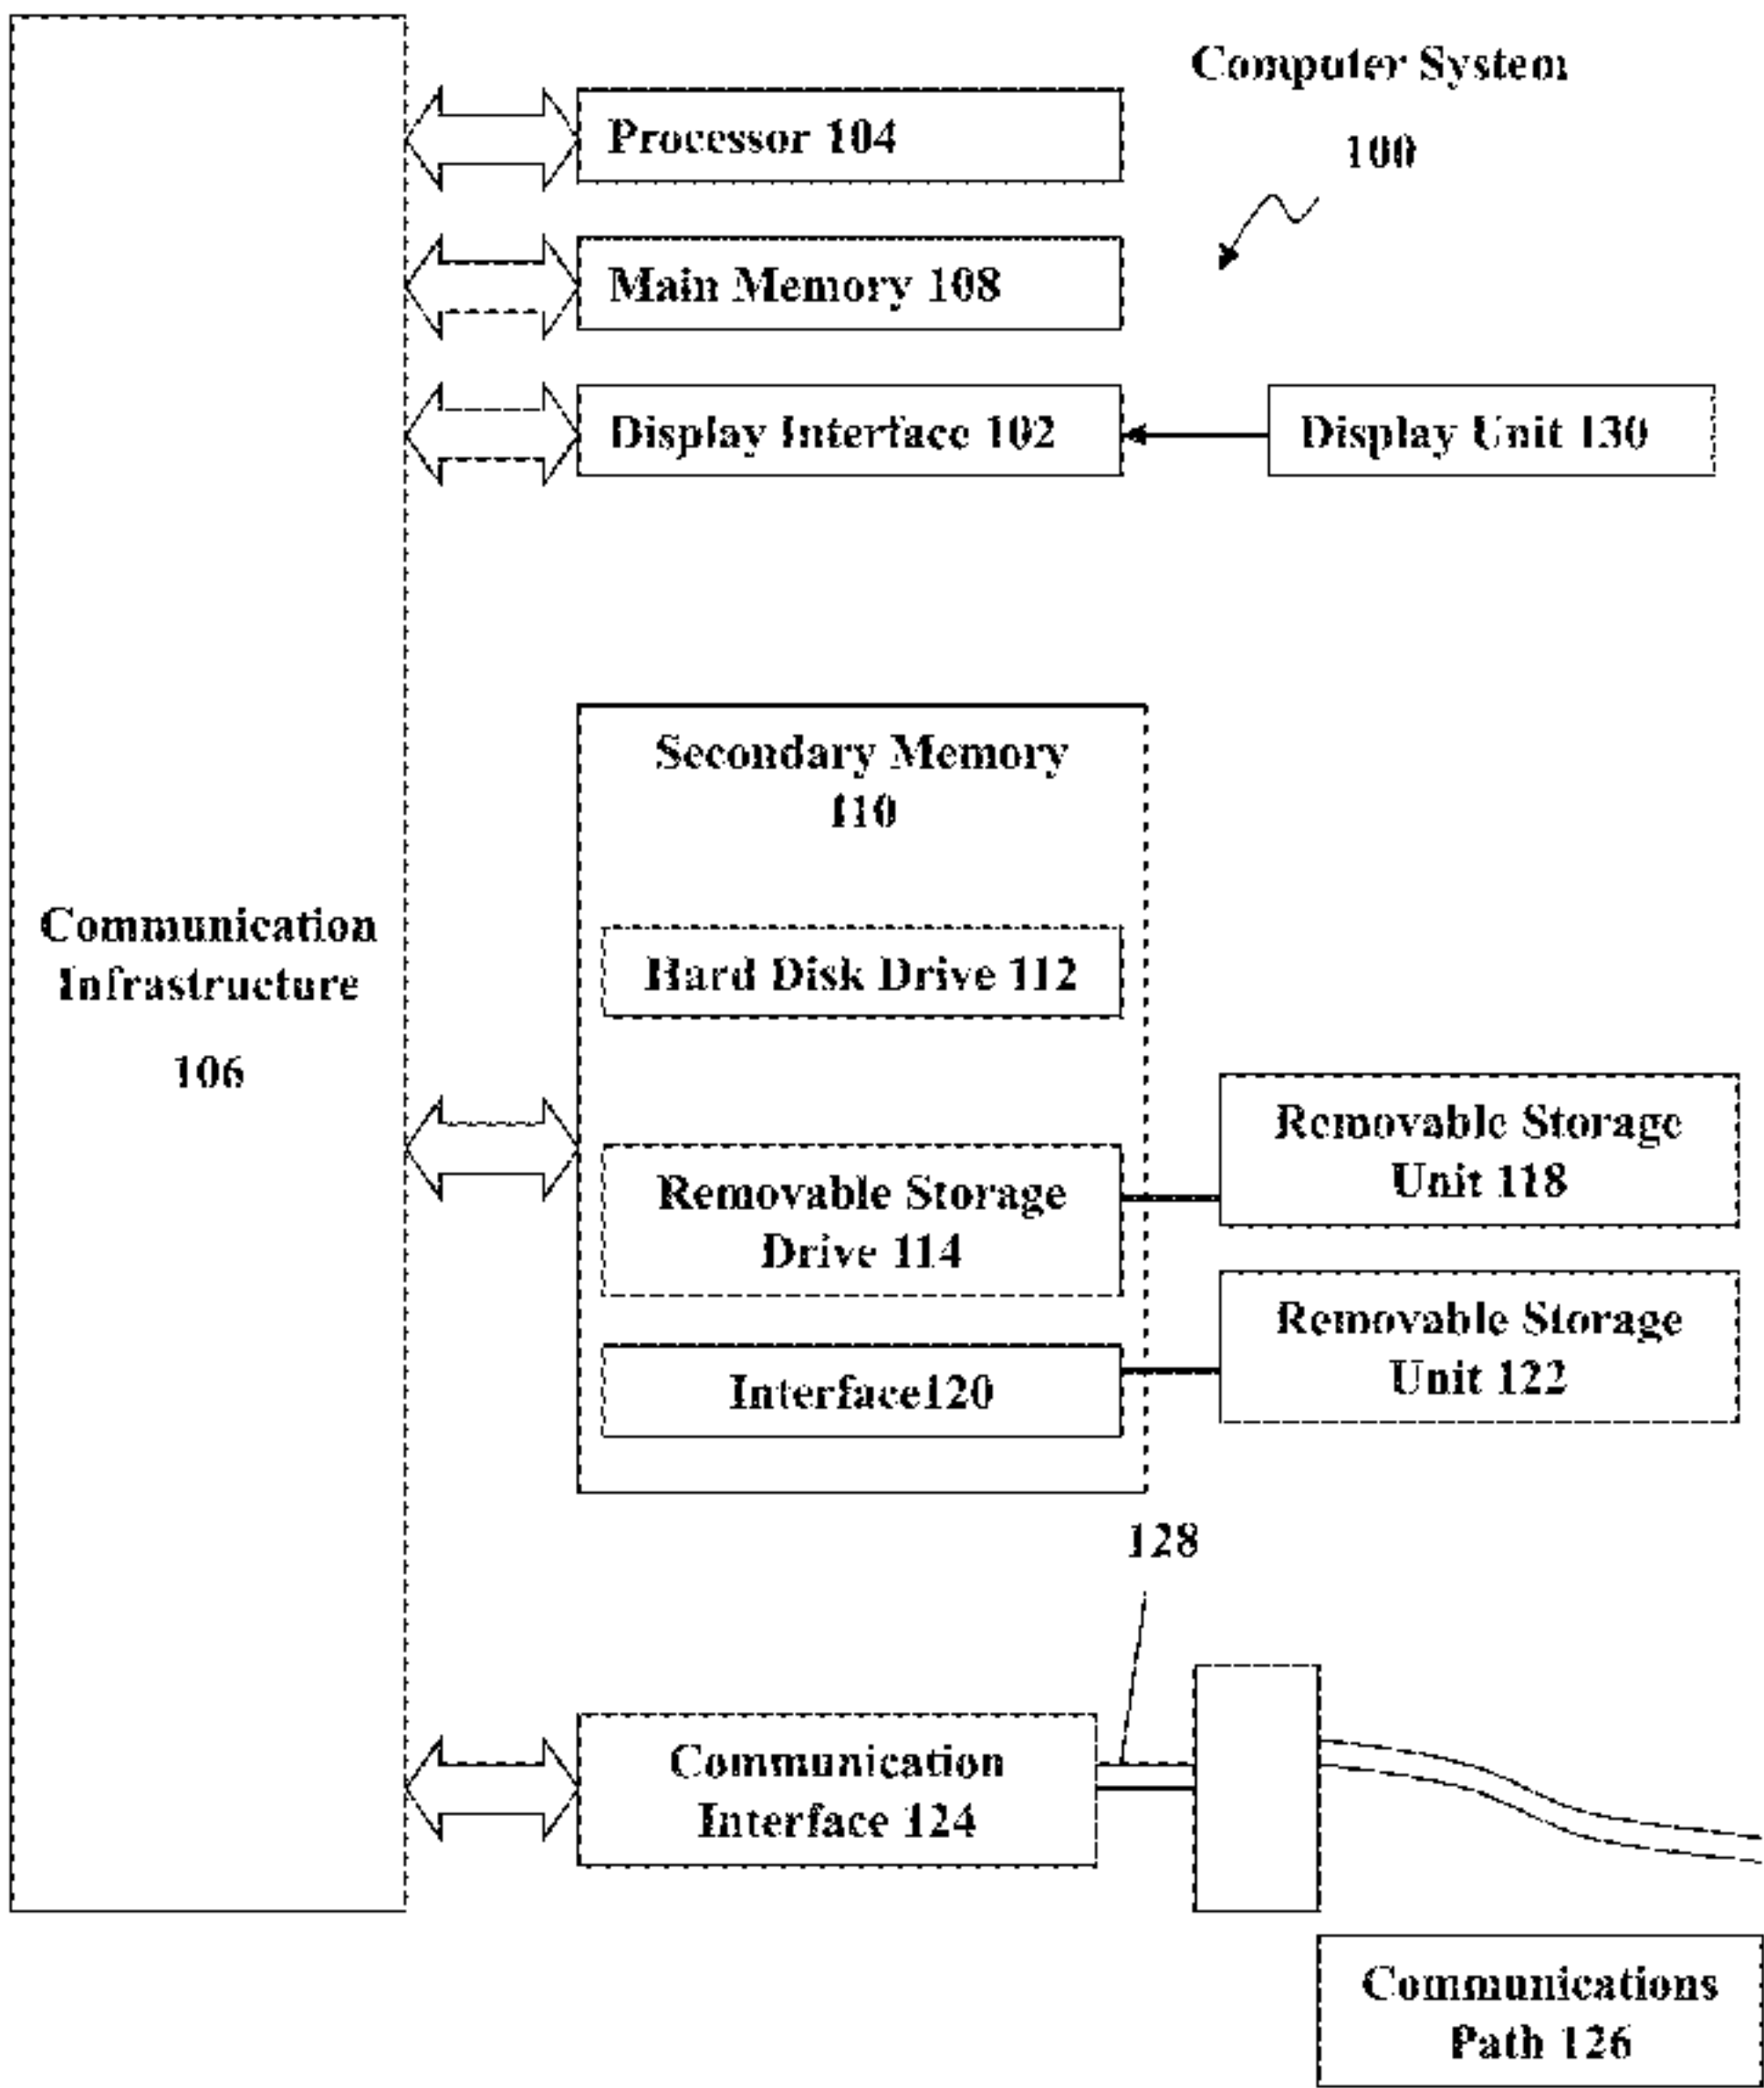 Computer System
100
Processor 104
Main Memory 108
Display Interface 102
Display Unit 130
Secondary Memory
110
Hard Disk Drive 112
Communication
Infrastructure
106
Removable Storage
Drive 114
Removable Storage
Unit 118
Interface120
Removable Storage
Unit 122
128
Communication
Interface 124
Communications
Path 126